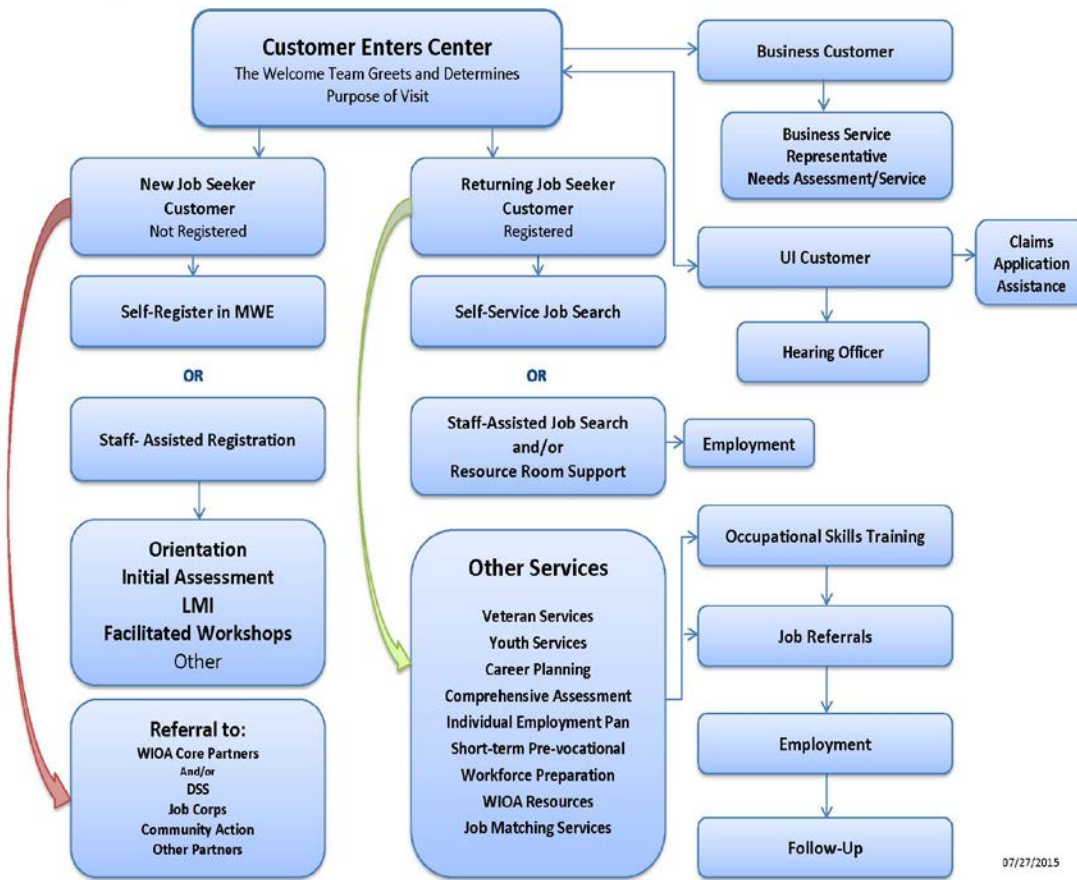 Customer Enters Center
The Welcome Team Greets and Determines
Purpose of Visit
Business Customer
Business Service
Representative
Needs Assessment/Service
New Job Seeker
Customer
Not Registered
Returning Job Seeker
Customer
Registered
UI Customer
Claims
Application
Assistance
Hearing Officer
Self-Register in MWE
OR
Staff- Assisted Registration
Self-Service Job Search
OR
Staff-Assisted Job Search
and/or
Resource Room Support
Employment
Orientation
Initial Assessment
LMI
Facilitated Workshops
Other
Referral to:
WIOA Core Partners
And/or
DSS
Job Corps
Community Action
Other Partners
Other Services
Veteran Services
Youth Services
Career Planning
Comprehensive Assessment
Individual Employment Pan
Short-term Pre-vocational
Workforce Preparation
WIOA Resources
Job Matching Services
Occupational Skills Training
Job Referrals
Employment
Follow-Up
07/27/2015